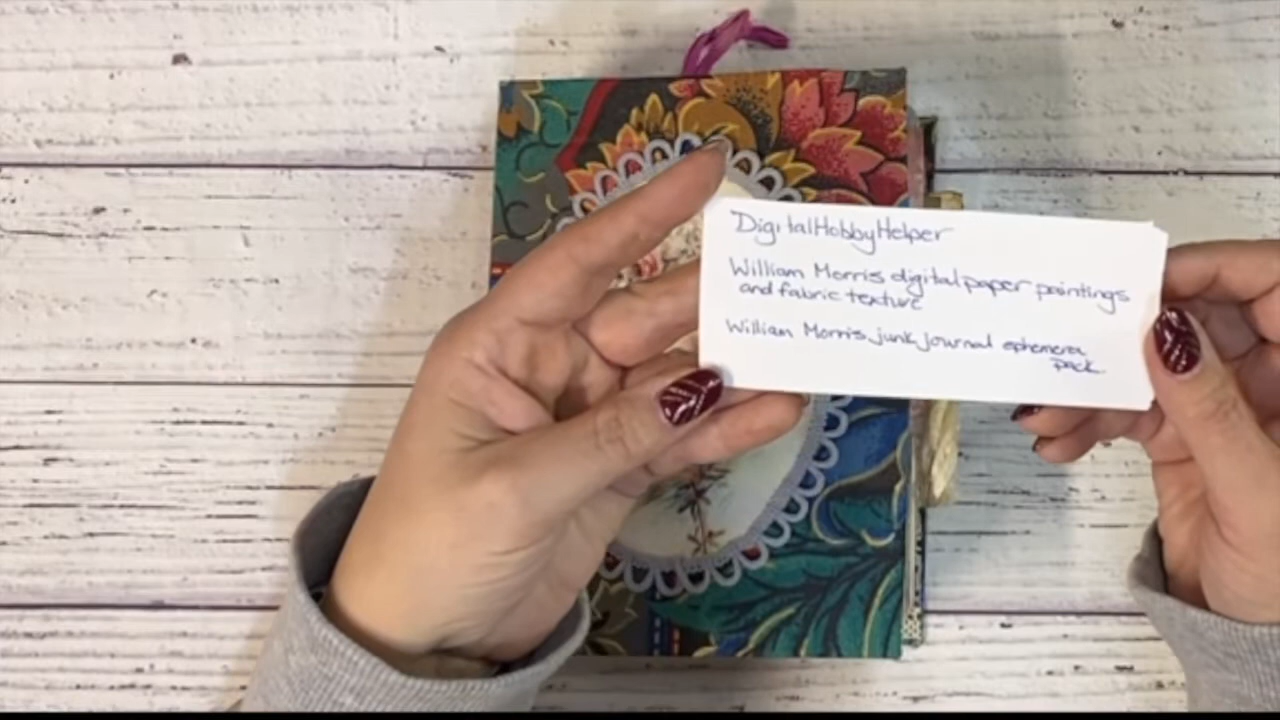 DigitalHobbyHelper
William Morris digital paper paintings
and fabric texture
William Morris junk journal ephemera
pack